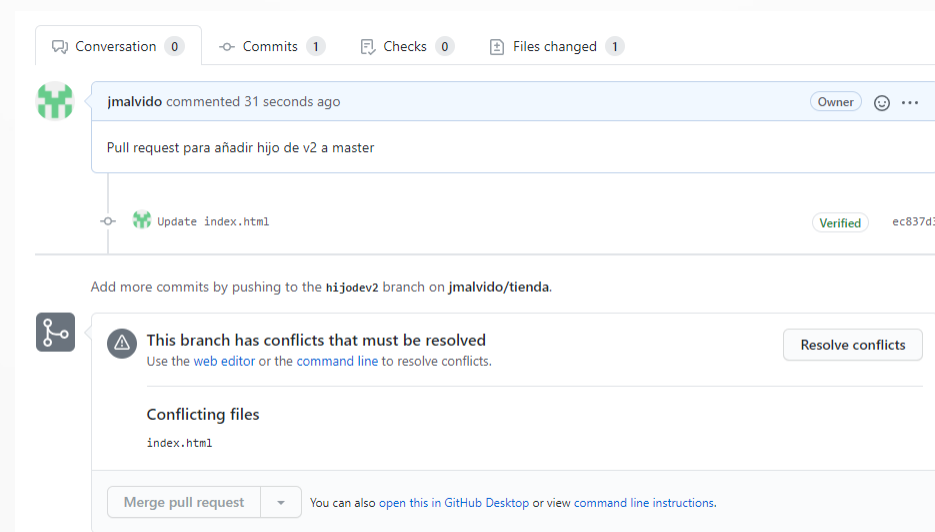 Conversation 0 Commits 1 Checks 0 Files changed 1
jmalvido commented 31 seconds ago Owner
Pull request para añadir hijo de v2 a master
Update index.html Verified ec837d3
Add more commits by pushing to the hijodev2 branch on jmalvido/tienda.
This branch has conflicts that must be resolved Resolve conflicts
Use the web editor or the command line to resolve conflicts.
Conflicting files
index.html
Merge pull request You can also open this in GitHub Desktop or view command line instructions.